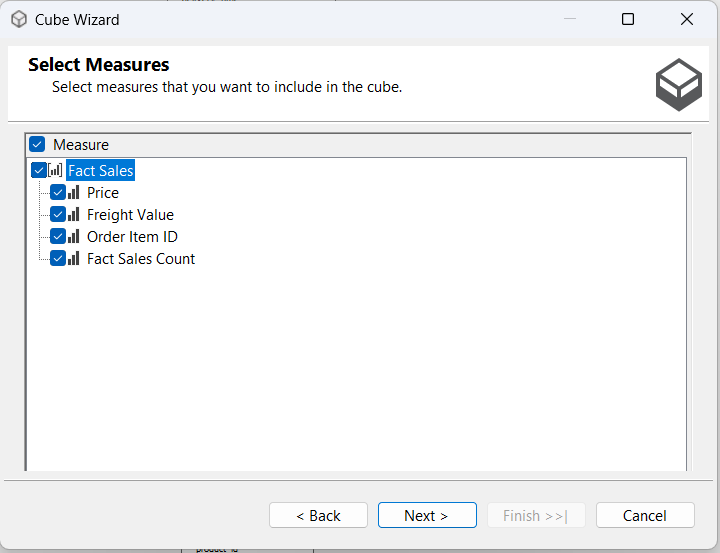 Cube Wizard
Select Measures
Select measures that you want to include in the cube.
Measure
Fact Sales
Price
Freight Value
Order Item ID
Fact Sales Count
< Back
Next >
Finish >>|
Cancel
product_id